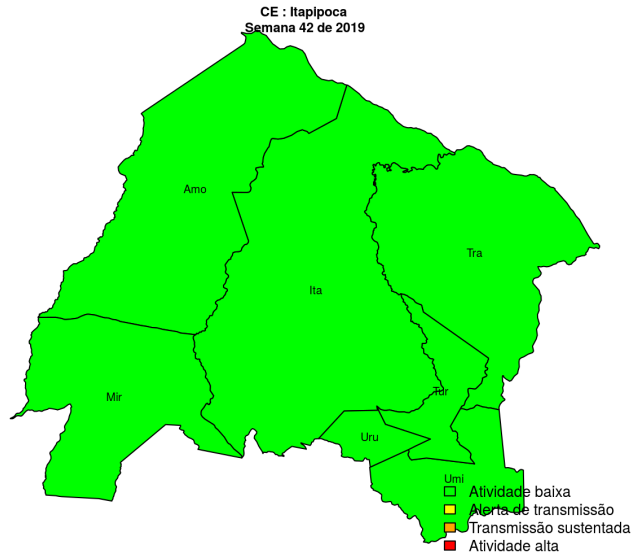 CE : Itapipoca
Semana 42 de 2019
Amo
Tra
Ita
Mir
Tur
Uru
Umi
Atividade baixa
Alerta de transmissão
Transmissão sustentada
Atividade alta